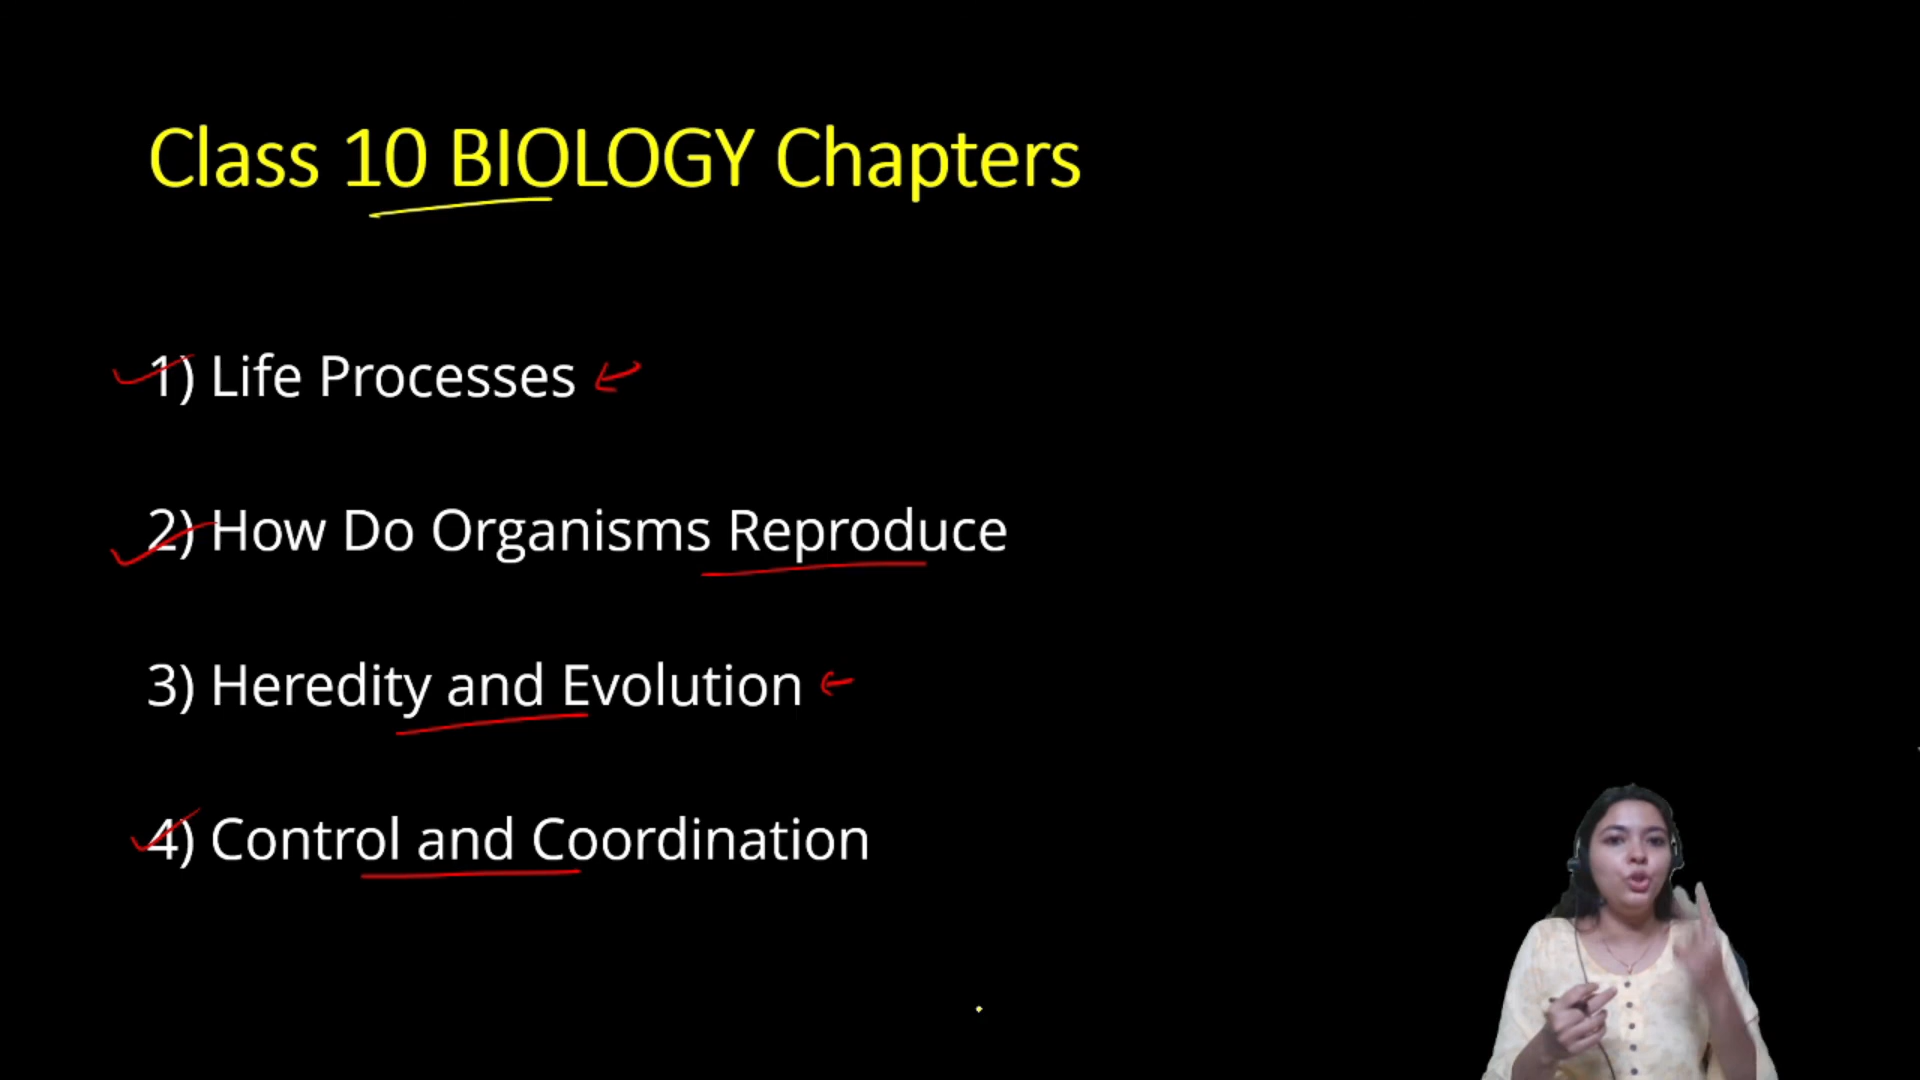 Class 10 BIOLOGY Chapters
1) Life Processes
2) How Do Organisms Reproduce
3) Heredity and Evolution
4) Control and Coordination